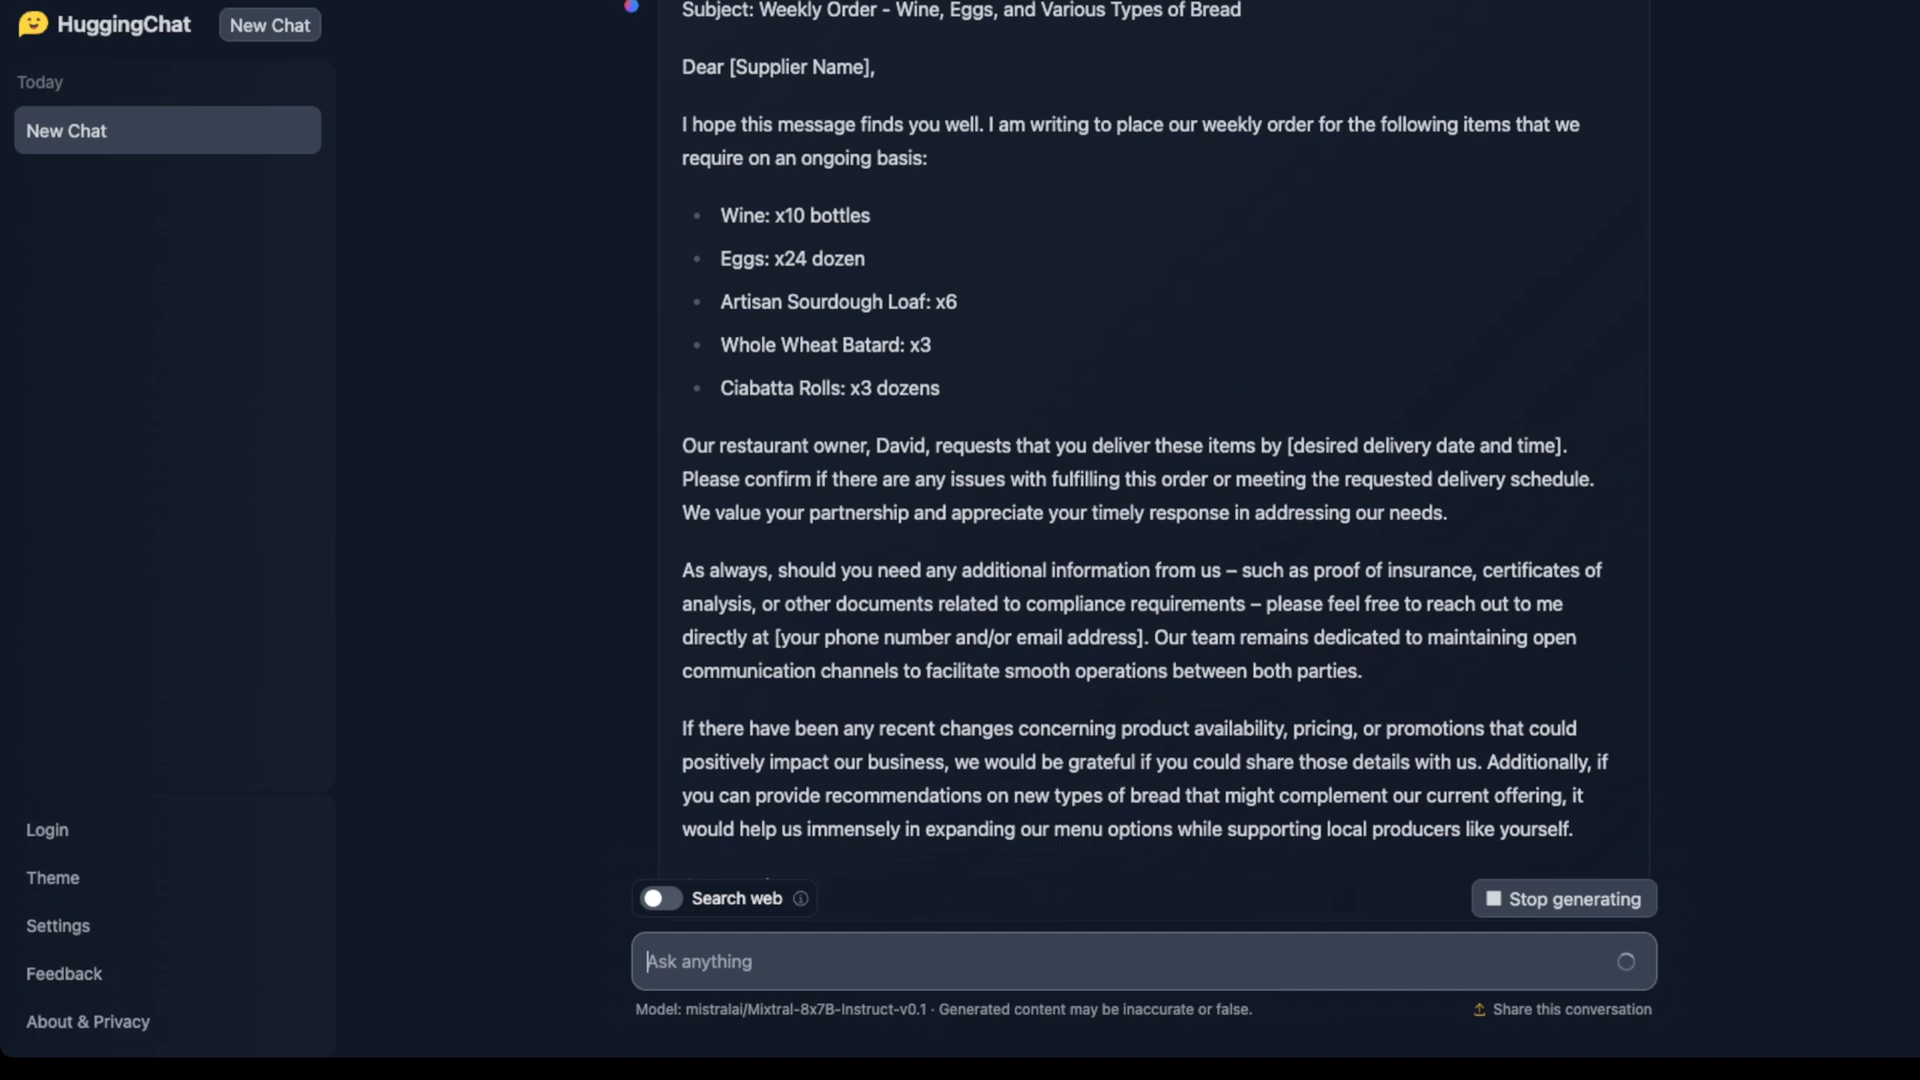 HuggingChat
New Chat
Today
New Chat
Subject: Weekly Order - Wine, Eggs, and Various Types of Bread
Dear [Supplier Name],
I hope this message finds you well. I am writing to place our weekly order for the following items that we
require on an ongoing basis:
Wine: x10 bottles
Eggs: x24 dozen
Artisan Sourdough Loaf: x6
Whole Wheat Batard: x3
Ciabatta Rolls: x3 dozens
Our restaurant owner, David, requests that you deliver these items by [desired delivery date and time].
Please confirm if there are any issues with fulfilling this order or meeting the requested delivery schedule.
We value your partnership and appreciate your timely response in addressing our needs.
As always, should you need any additional information from us – such as proof of insurance, certificates of
analysis, or other documents related to compliance requirements – please feel free to reach out to me
directly at [your phone number and/or email address]. Our team remains dedicated to maintaining open
communication channels to facilitate smooth operations between both parties.
If there have been any recent changes concerning product availability, pricing, or promotions that could
positively impact our business, we would be grateful if you could share those details with us. Additionally, if
you can provide recommendations on new types of bread that might complement our current offering, it
would help us immensely in expanding our menu options while supporting local producers like yourself.
Login
Theme
Settings
Feedback
About & Privacy
Search web
Stop generating
Ask anything
Model: mistralai/Mixtral-8x7B-Instruct-v0.1 · Generated content may be inaccurate or false.
Share this conversation